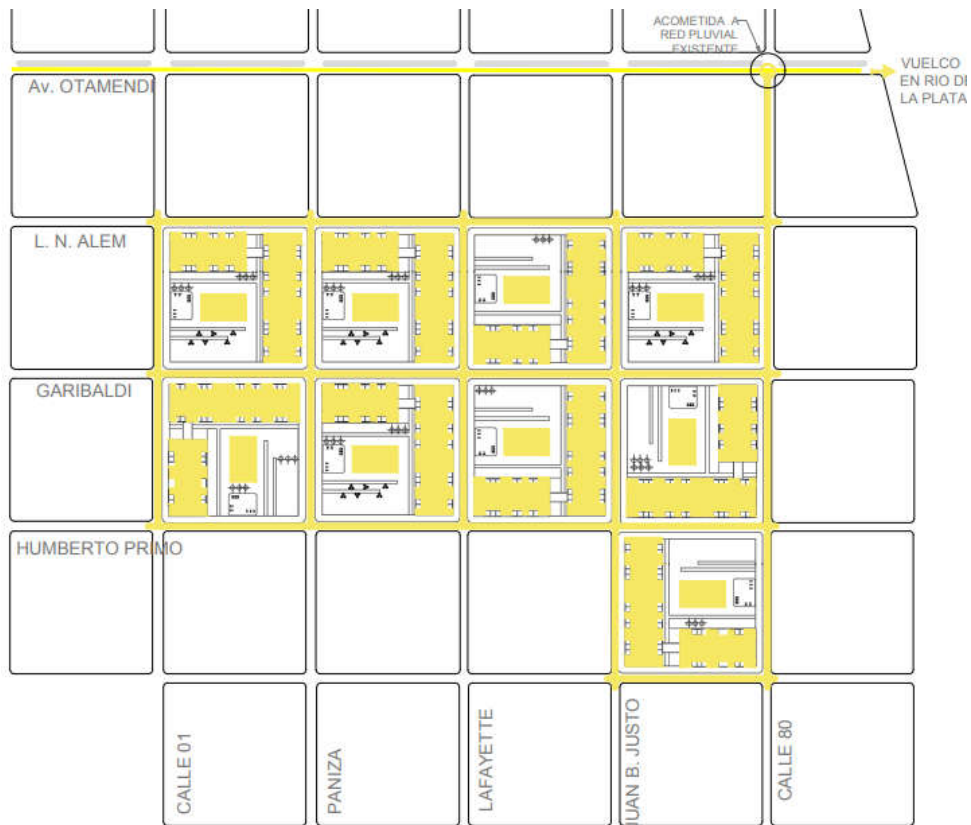 ACOMETIDA A
RED PLUVIAL
EXISTENTE
VUELCO
EN RIO DE
LA PLATA
Av. OTAMENDI
L. N. ALEM
GARIBALDI
HUMBERTO PRIMO
CALLE 01
PANIZA
LAFAYETTE
JUAN B. JUSTO
CALLE 80